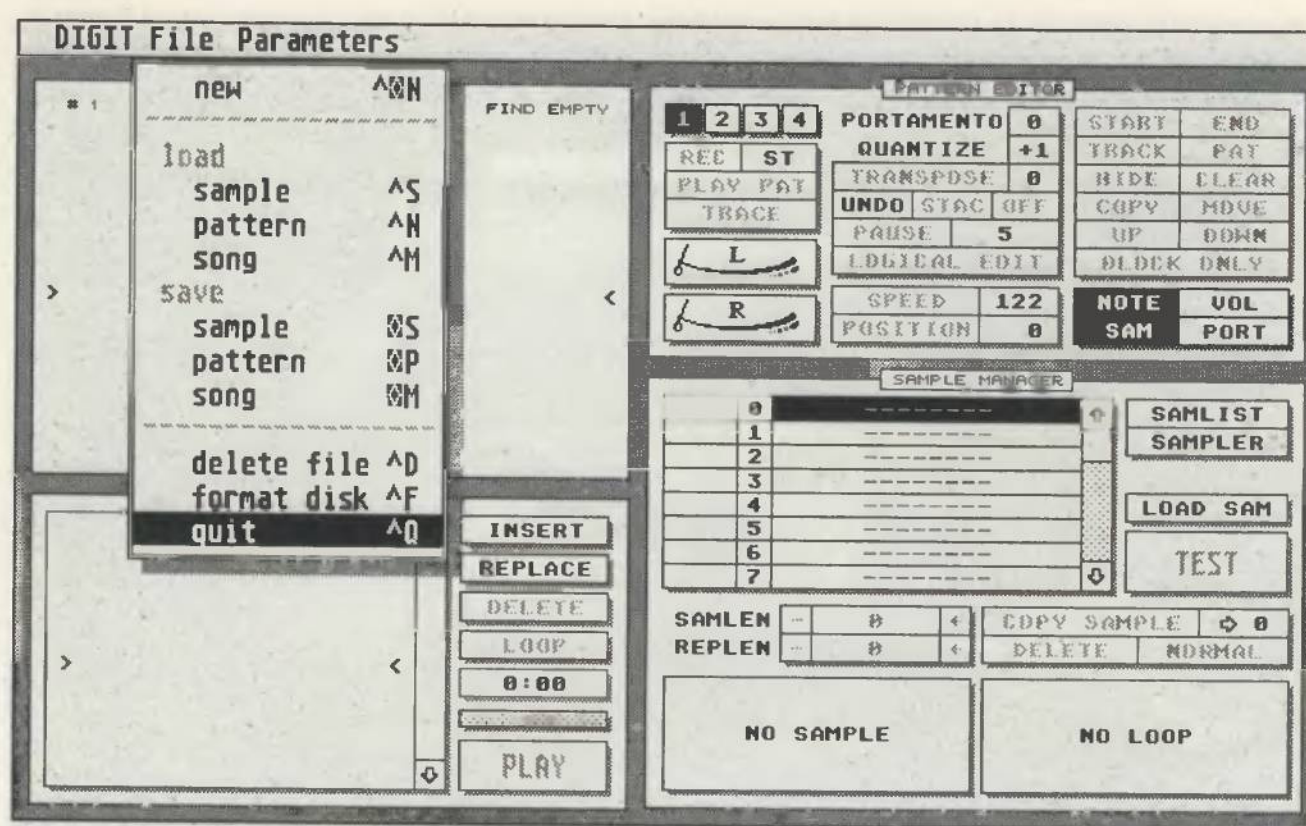 DIGIT File Parameters
new ^◊N
load
sample ^S
pattern ^N
song ^M
save
sample ◊S
pattern ◊P
song ◊M
delete file ^D
format disk ^F
quit ^Q
# 1
FIND EMPTY
> <
PATTERN EDITOR
1 2 3 4
REC ST
PLAY PAT
TRACE
L
R
PORTAMENTO 0
QUANTIZE +1
TRANSPOSE 0
UNDO STAC OFF
PAUSE 5
LOGICAL EDIT
SPEED 122
POSITION 0
START END
TRACK PAT
HIDE CLEAR
COPY MOVE
UP DOWN
BLOCK ONLY
NOTE VOL
SAM PORT
INSERT
REPLACE
DELETE
LOOP
0:00
PLAY
> <
SAMPLE MANAGER
0 --------
1 --------
2 --------
3 --------
4 --------
5 --------
6 --------
7 --------
SAMLIST
SAMPLER
LOAD SAM
TEST
SAMLEN 0
REPLEN 0
COPY SAMPLE 0
DELETE NORMAL
NO SAMPLE
NO LOOP